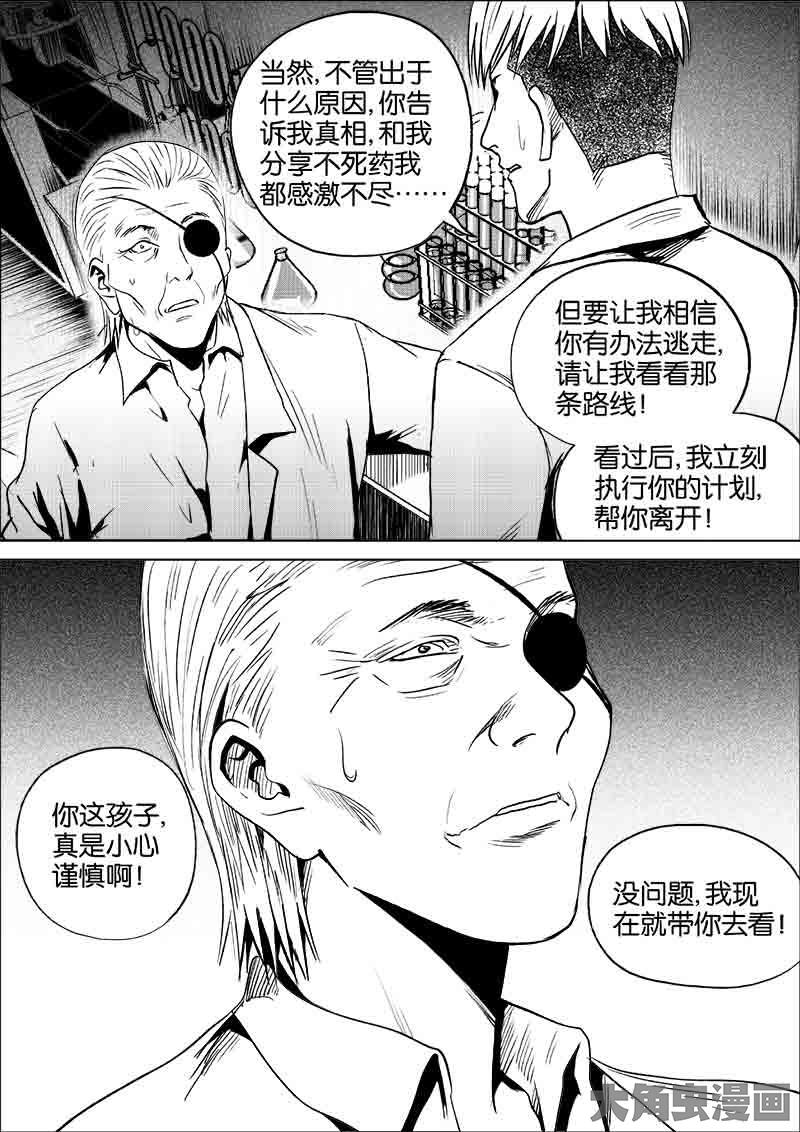 当然,不管出于
什么原因,你告
诉我真相,和我
分享不死药我
都感激不尽……
但要让我相信
你有办法逃走,
请让我看看那
条路线!
看过后,我立刻
执行你的计划,
帮你离开!
你这孩子,
真是小心
谨慎啊!
没问题,我现
在就带你去看!
大角虫漫画